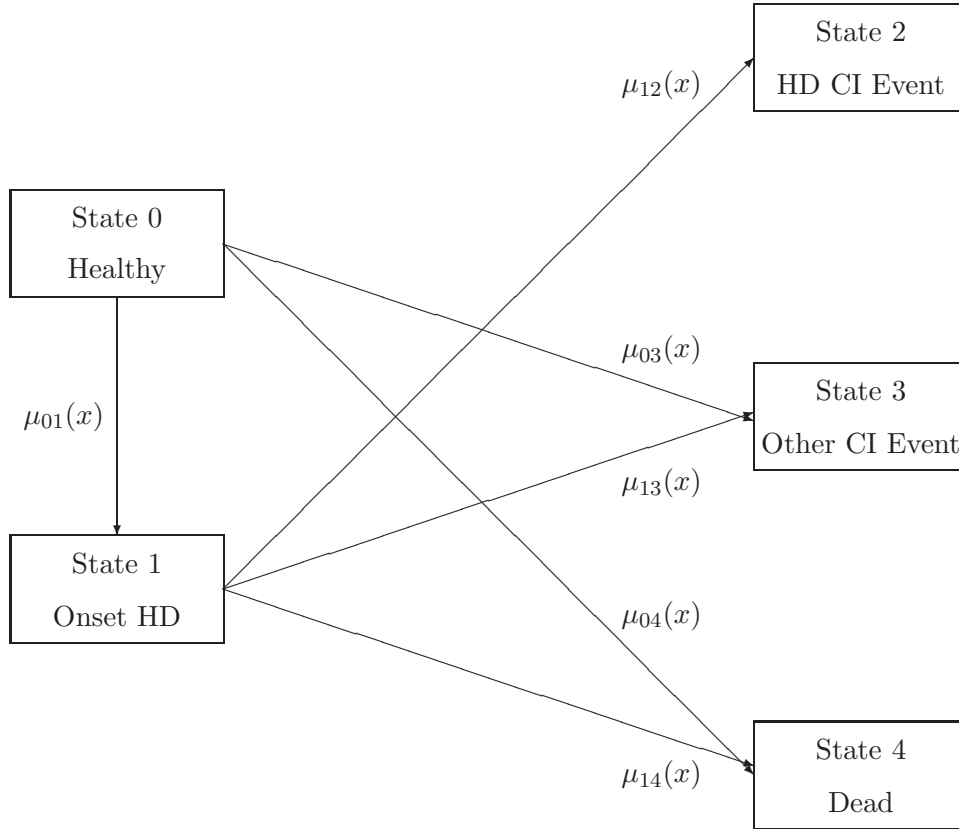 State 2
HD CI Event
μ12(x)
State 0
Healthy
μ03(x)
State 3
Other CI Event
μ01(x)
μ13(x)
State 1
Onset HD
μ04(x)
State 4
Dead
μ14(x)